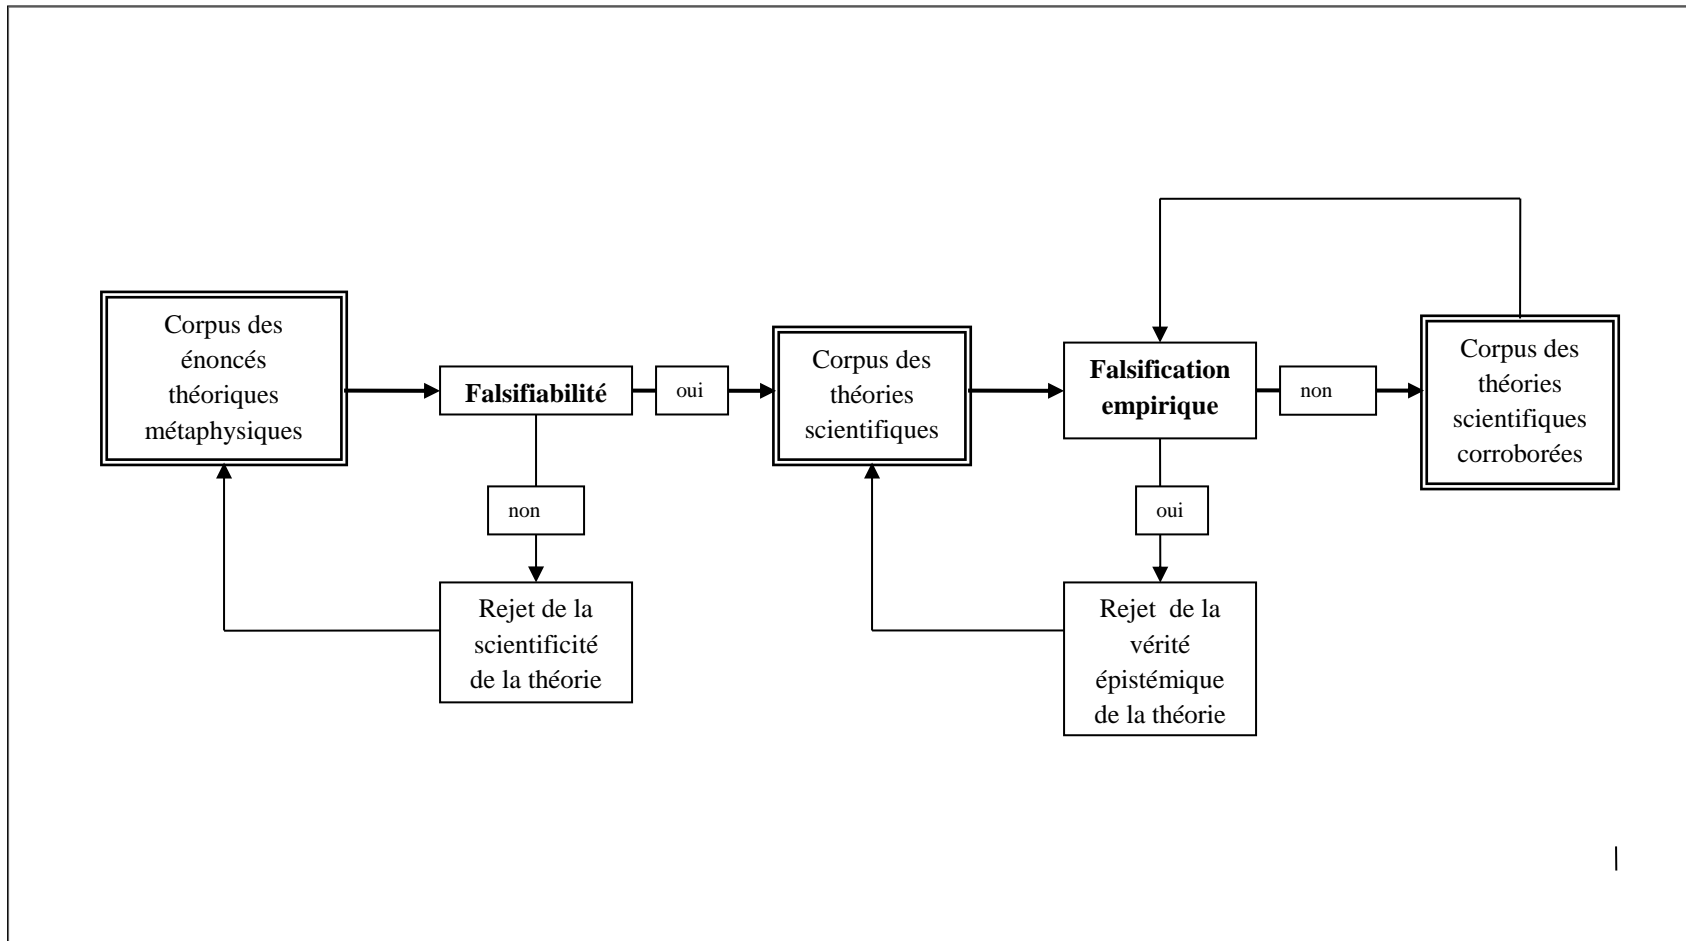 Corpus des
énoncés
théoriques
métaphysiques
Falsifiabilité
oui
Corpus des
théories
scientifiques
Falsification
empirique
non
Corpus des
théories
scientifiques
corroborées
non
oui
Rejet de la
scientificité
de la théorie
Rejet de la
vérité
épistémique
de la théorie